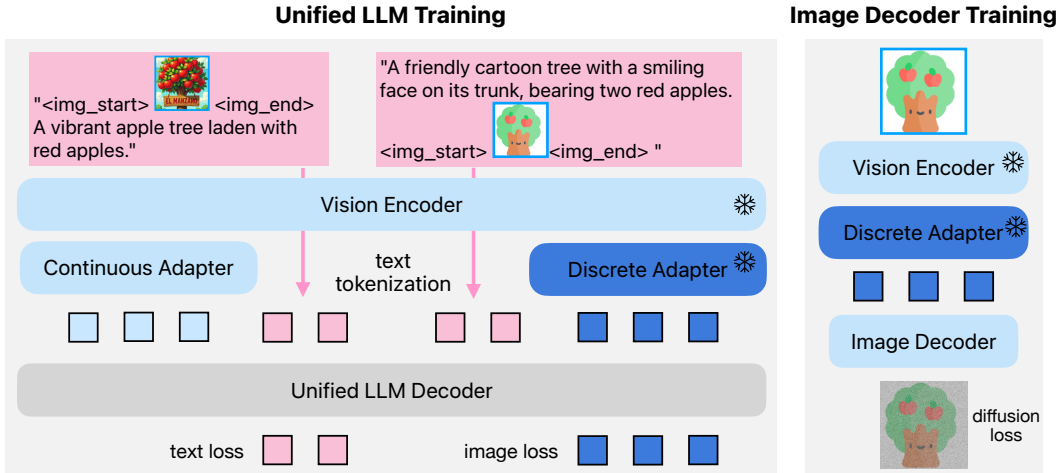 Unified LLM Training
Image Decoder Training
"<img_start>
EL MANZANO
<img_end>
A vibrant apple tree laden with
red apples."
"A friendly cartoon tree with a smiling
face on its trunk, bearing two red apples.
<img_start>
<img_end> "
Vision Encoder
Continuous Adapter
text
tokenization
Discrete Adapter
Unified LLM Decoder
text loss
image loss
Vision Encoder
Discrete Adapter
Image Decoder
diffusion
loss